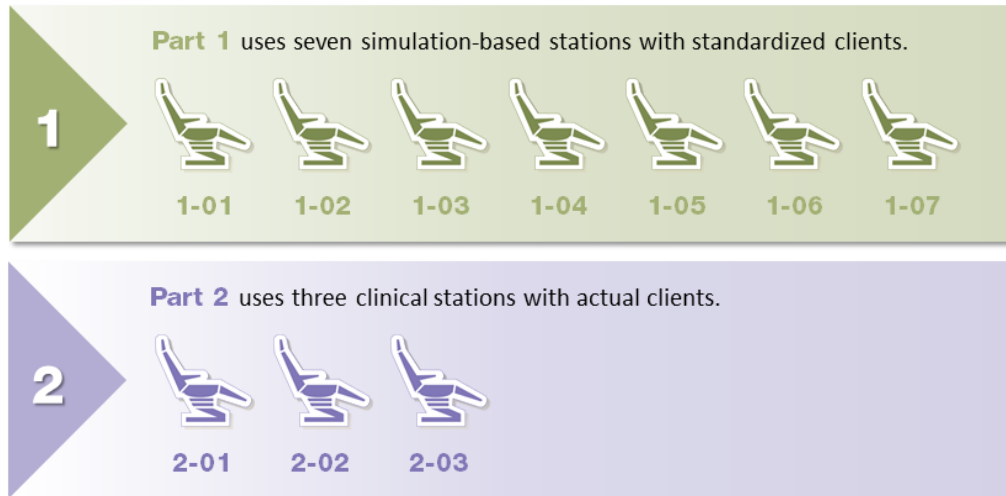 Part 1 uses seven simulation-based stations with standardized clients.
1
1-01 1-02 1-03 1-04 1-05 1-06 1-07
Part 2 uses three clinical stations with actual clients.
2
2-01 2-02 2-03